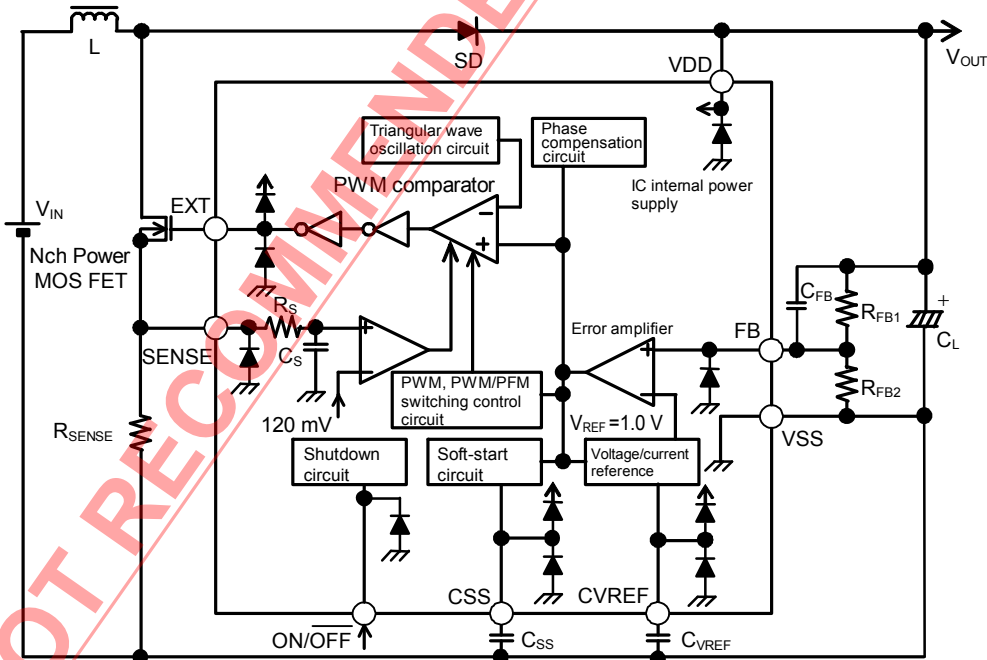 L
SD
VOUT
VDD
Triangular wave
oscillation circuit
Phase
compensation
circuit
IC internal power
supply
PWM comparator
VIN
EXT
−
+
Nch Power
MOS FET
RS
SENSE
CS
+
−
120 mV
PWM, PWM/PFM
switching control
circuit
Error amplifier
+
−
FB
CFB
RFB1
RFB2
+
CL
VSS
VREF =1.0 V
RSENSE
Shutdown
circuit
Soft-start
circuit
Voltage/current
reference
CSS
CVREF
ON/OFF
CSS
CVREF
NOT RECOMMENDE